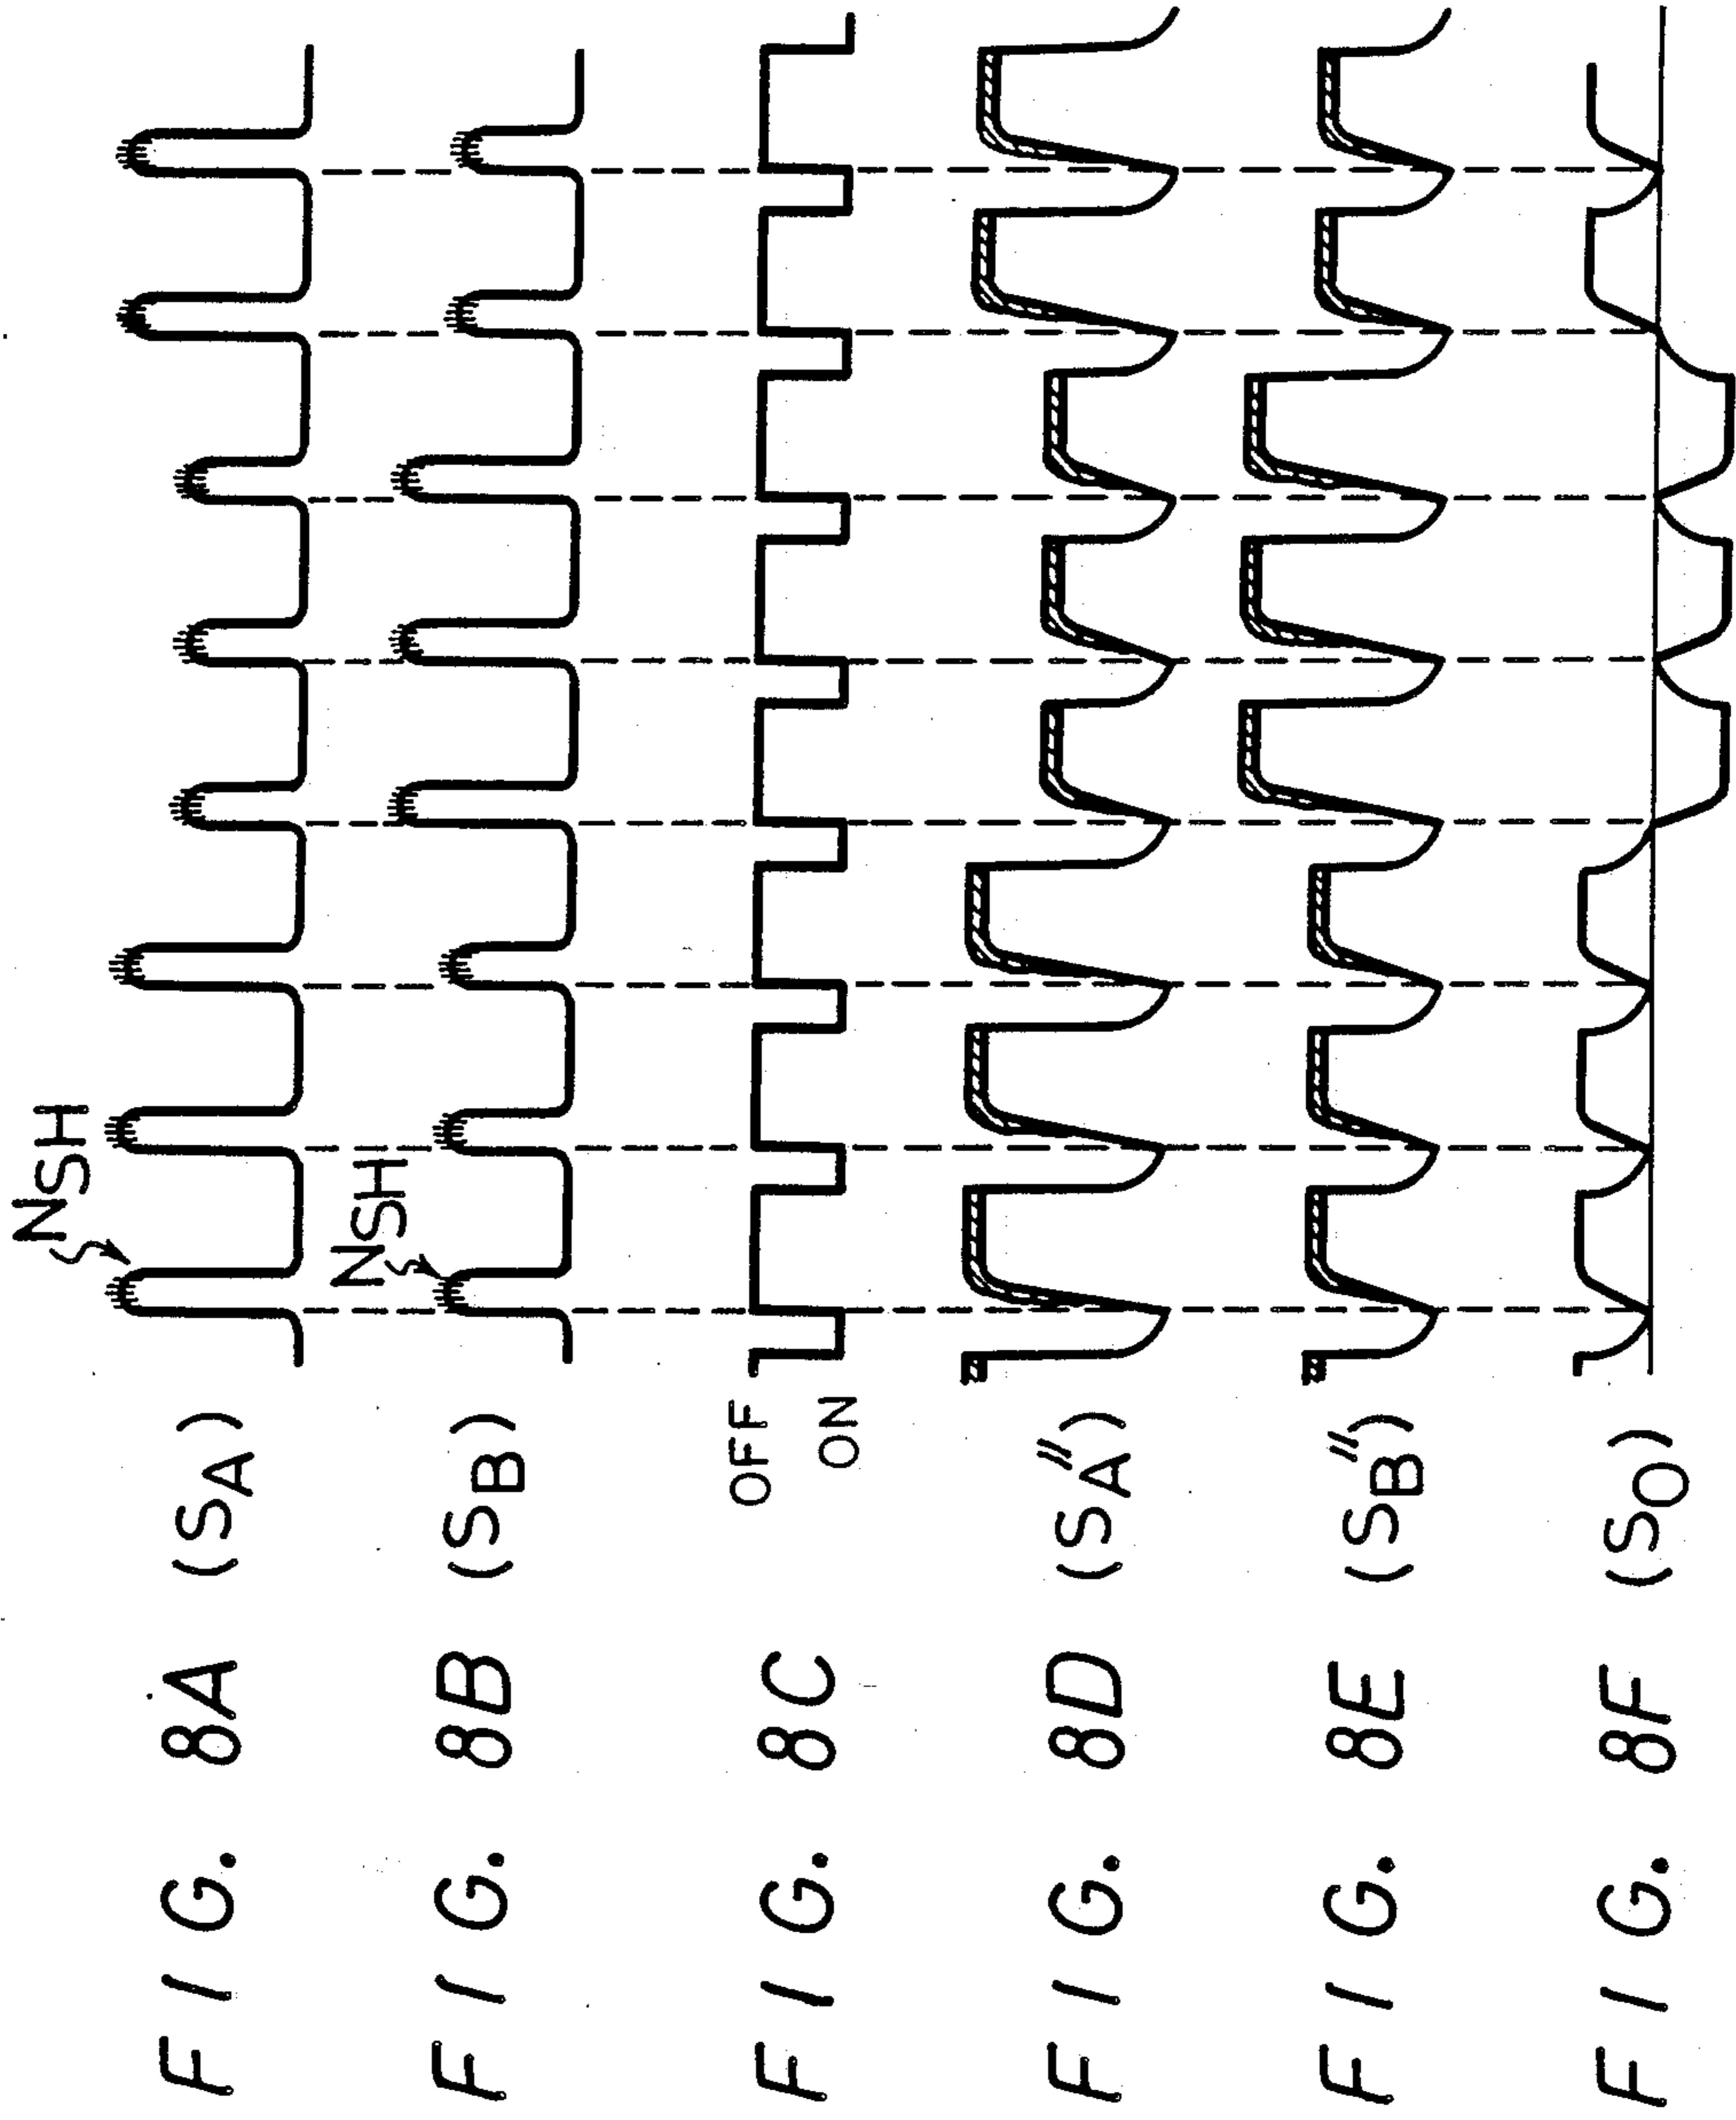 NSH
FIG. 8A (SA)
NSH
FIG. 8B (SB)
OFF
FIG. 8C
ON
FIG. 8D (SA")
FIG. 8E (SB")
FIG. 8F (SO)